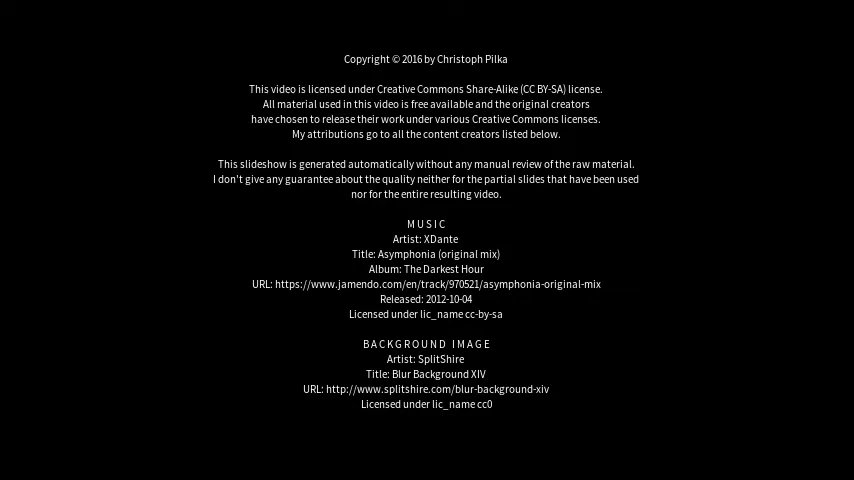 Copyright © 2016 by Christoph Pilka
This video is licensed under Creative Commons Share-Alike (CC BY-SA) license.
All material used in this video is free available and the original creators
have chosen to release their work under various Creative Commons licenses.
My attributions go to all the content creators listed below.
This slideshow is generated automatically without any manual review of the raw material.
I don't give any guarantee about the quality neither for the partial slides that have been used
nor for the entire resulting video.
MUSIC
Artist: XDante
Title: Asymphonia (original mix)
Album: The Darkest Hour
URL: https://www.jamendo.com/en/track/970521/asymphonia-original-mix
Released: 2012-10-04
Licensed under lic_name cc-by-sa
BACKGROUND IMAGE
Artist: SplitShire
Title: Blur Background XIV
URL: http://www.splitshire.com/blur-background-xiv
Licensed under lic_name cc0